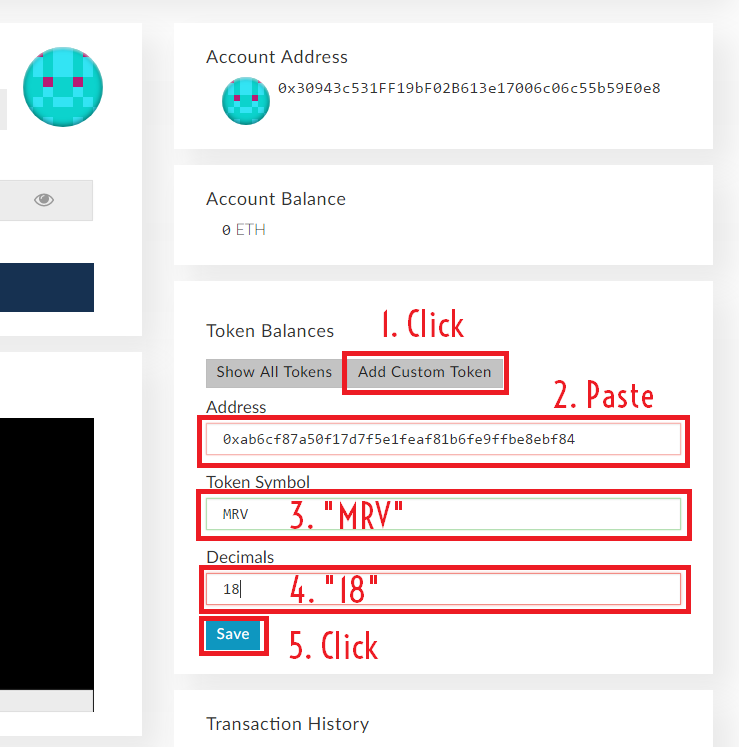 Account Address
0x30943c531FF19bF02B613e17006c06c55b59E0e8
Account Balance
0 ETH
1. Click
Token Balances
Show All Tokens
Add Custom Token
2. Paste
Address
0xab6cf87a50f17d7f5e1feaf81b6fe9ffbe8ebf84
Token Symbol
MRV
3. "MRV"
Decimals
18
4. "18"
Save
5. Click
Transaction History